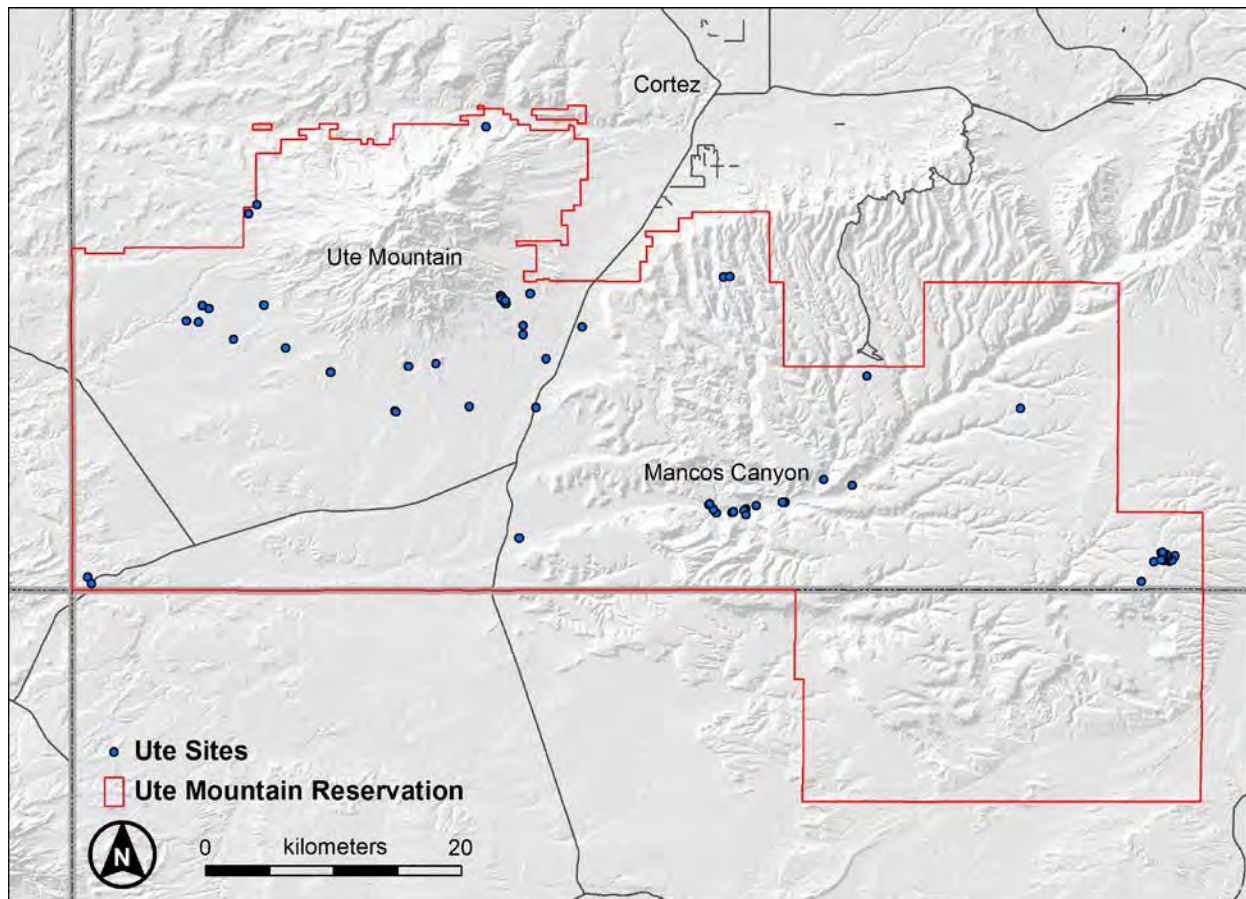 Cortez
Ute Mountain
Mancos Canyon
Ute Sites
Ute Mountain Reservation
N
0 kilometers 20